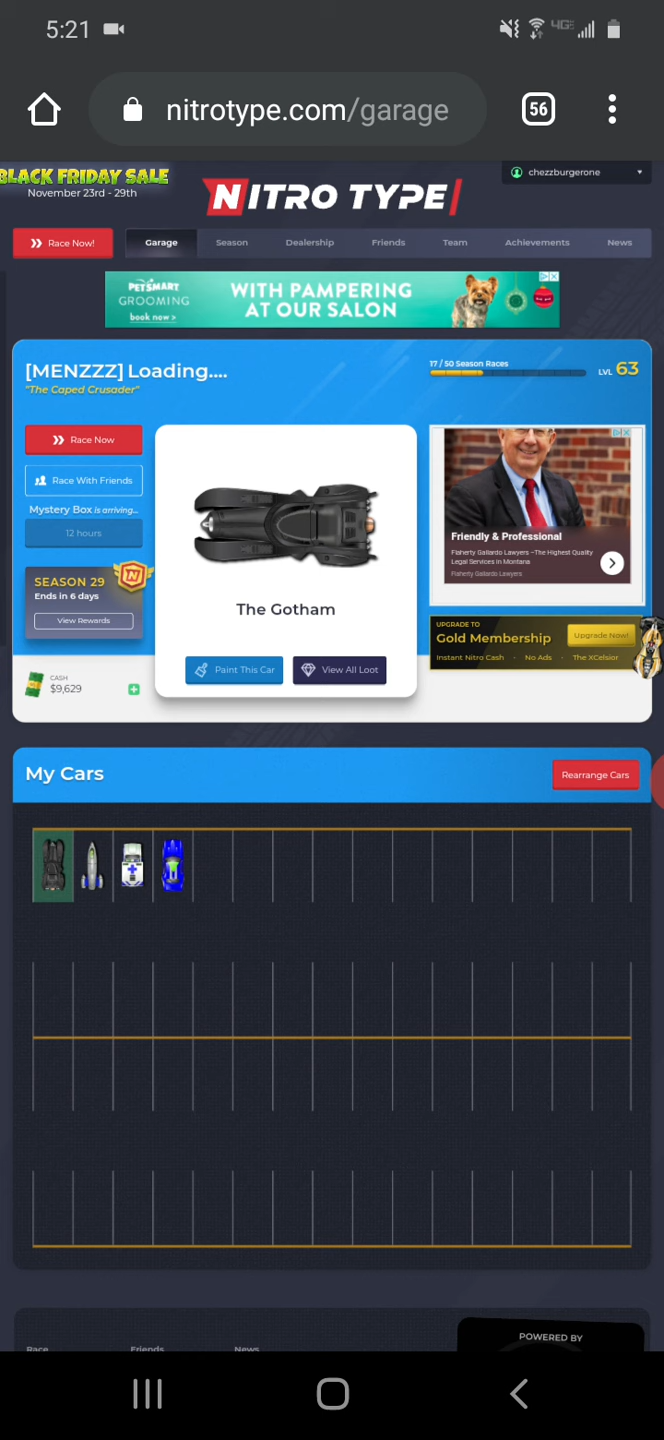 5:21
4GE
nitrotype.com/garage
56
BLACK FRIDAY SALE
November 23rd - 29th
NITRO TYPE
chezzburgerone
Race Now!
Garage
Season
Dealership
Friends
Team
Achievements
News
PETSMART
GROOMING
book now >
WITH PAMPERING
AT OUR SALON
[MENZZZ] Loading....
"The Caped Crusader"
17 / 50 Season Races
LVL 63
Race Now
Race With Friends
Mystery Box is arriving...
12 hours
SEASON 29
Ends in 6 days
View Rewards
CASH
$9,629
The Gotham
Paint This Car
View All Loot
Friendly & Professional
Flaherty Gallardo Lawyers –The Highest Quality
Legal Services in Montana
Flaherty Gallardo Lawyers
UPGRADE TO
Gold Membership
Upgrade Now!
Instant Nitro Cash · No Ads · The XCelsior
My Cars
Rearrange Cars
Race
Friends
News
POWERED BY